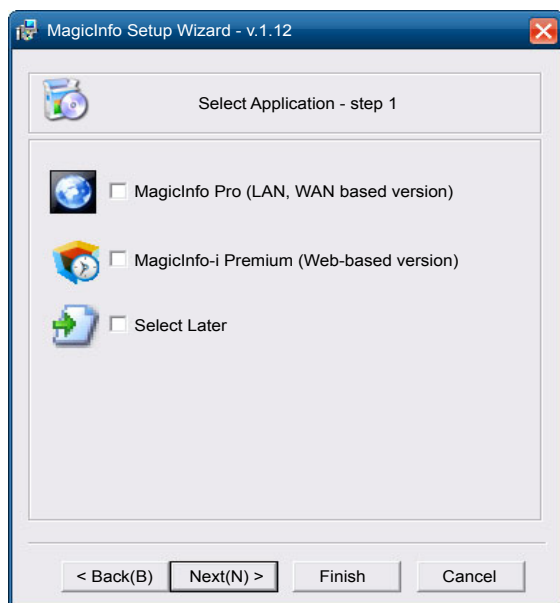 MagicInfo Setup Wizard - v.1.12
Select Application - step 1
MagicInfo Pro (LAN, WAN based version)
MagicInfo-i Premium (Web-based version)
Select Later
< Back(B) Next(N) > Finish Cancel